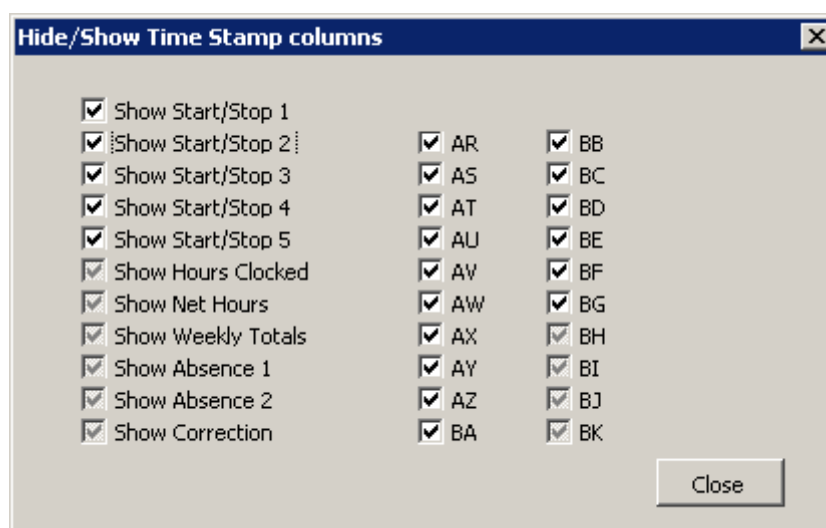 Hide/Show Time Stamp columns
Show Start/Stop 1
Show Start/Stop 2 AR BB
Show Start/Stop 3 AS BC
Show Start/Stop 4 AT BD
Show Start/Stop 5 AU BE
Show Hours Clocked AV BF
Show Net Hours AW BG
Show Weekly Totals AX BH
Show Absence 1 AY BI
Show Absence 2 AZ BJ
Show Correction BA BK
Close